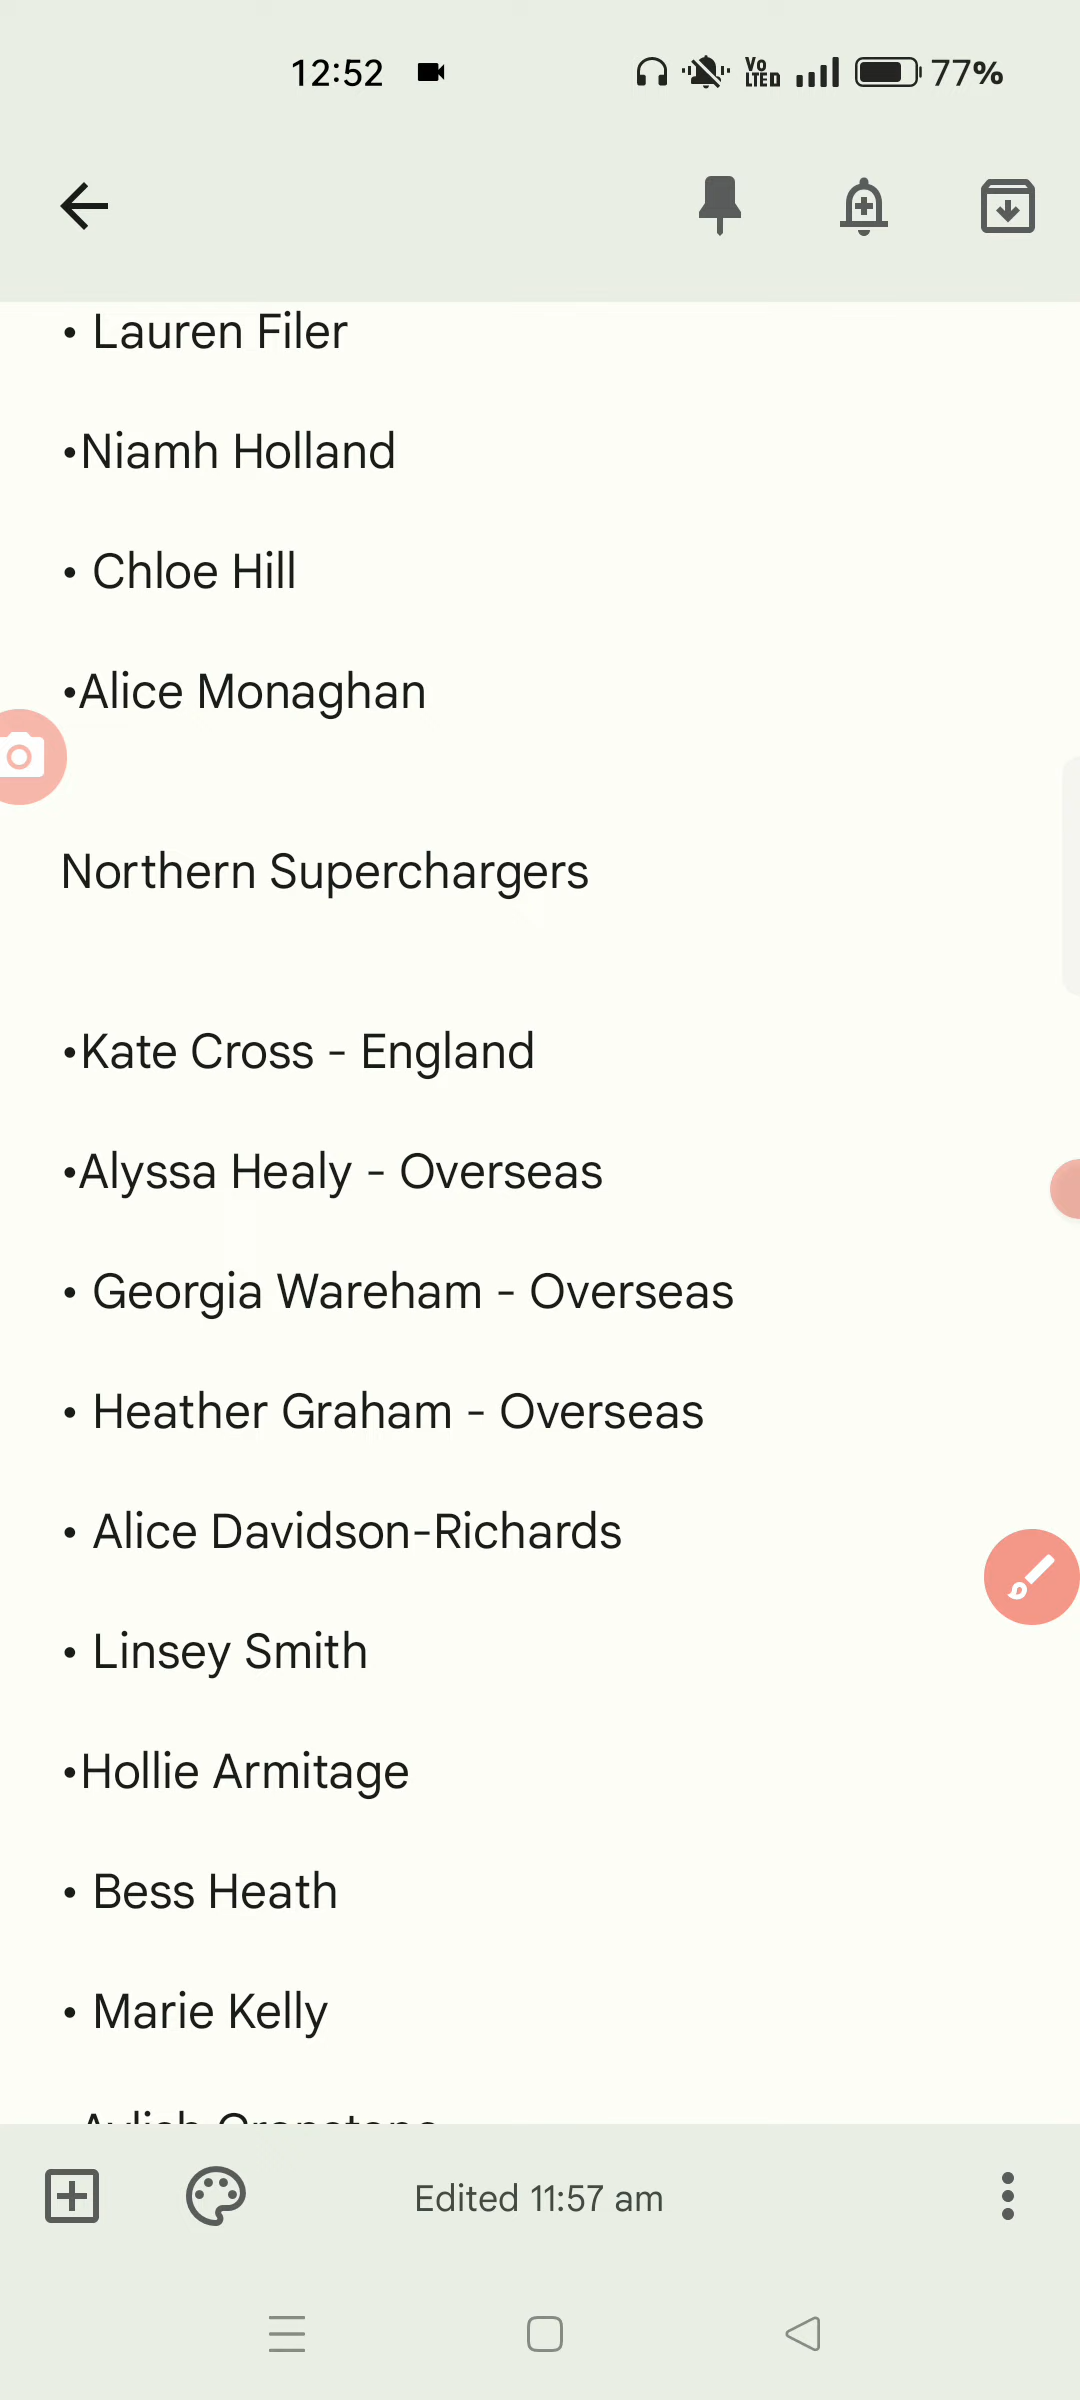 12:52
Vo LTE D
77%
• Lauren Filer
•Niamh Holland
• Chloe Hill
•Alice Monaghan
Northern Superchargers
•Kate Cross - England
•Alyssa Healy - Overseas
• Georgia Wareham - Overseas
• Heather Graham - Overseas
• Alice Davidson-Richards
• Linsey Smith
•Hollie Armitage
• Bess Heath
• Marie Kelly
Edited 11:57 am